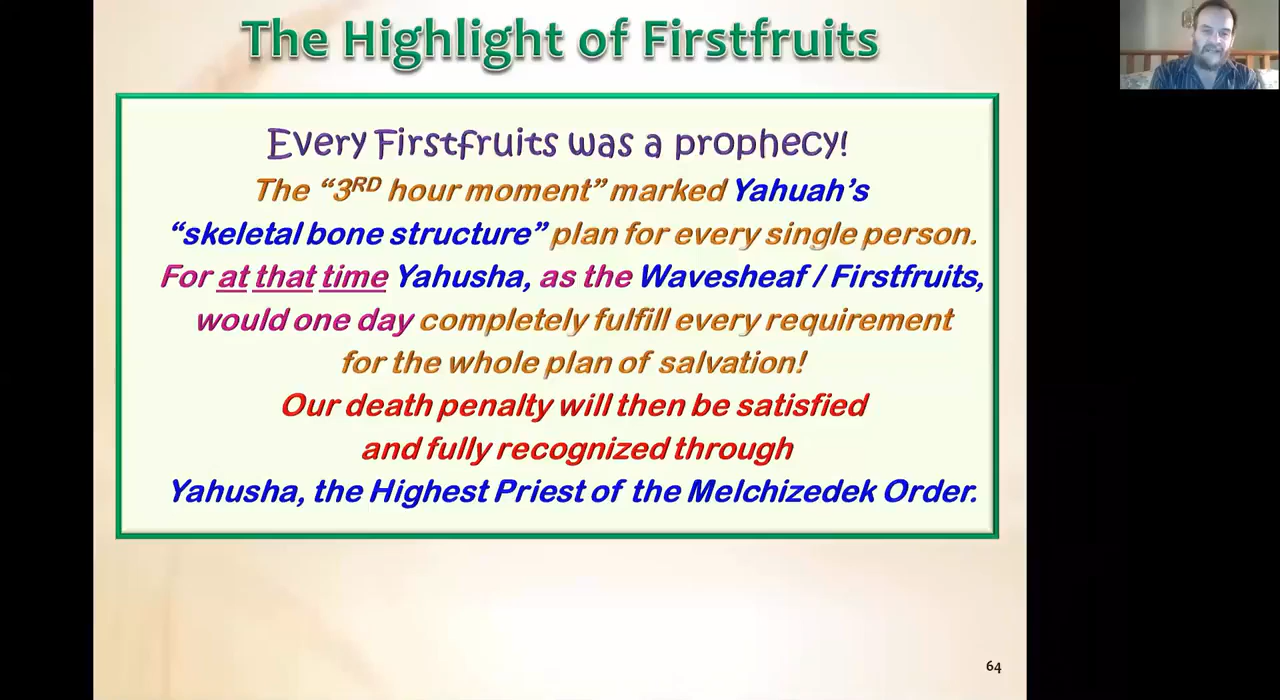 The Highlight of Firstfruits
Every Firstfruits was a prophecy!
The “3RD hour moment” marked Yahuah’s
“skeletal bone structure” plan for every single person.
For at that time Yahusha, as the Wavesheaf / Firstfruits,
would one day completely fulfill every requirement
for the whole plan of salvation!
Our death penalty will then be satisfied
and fully recognized through
Yahusha, the Highest Priest of the Melchizedek Order.
64